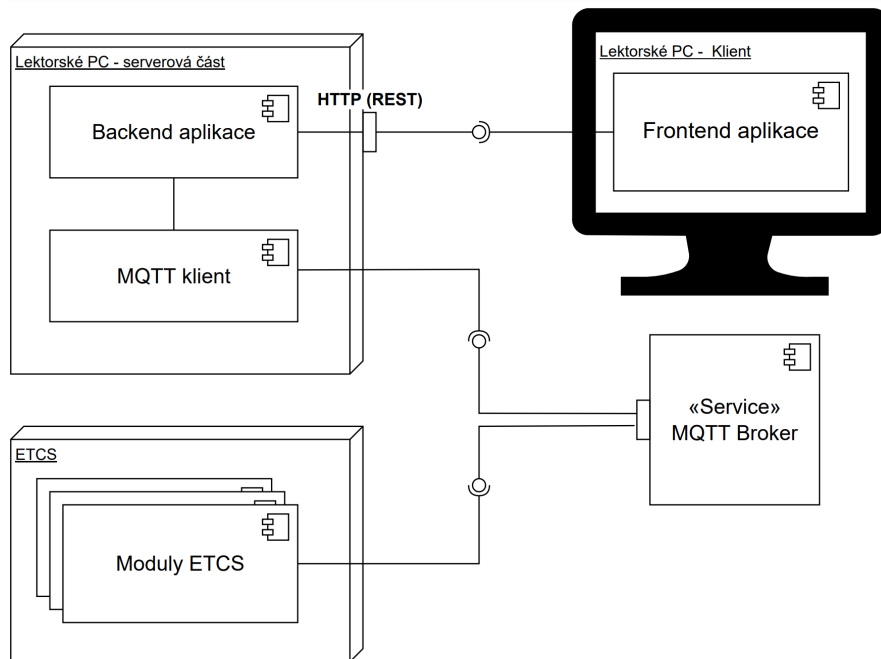 Lektorské PC - serverová část
Backend aplikace
HTTP (REST)
MQTT klient
Lektorské PC -  Klient
Frontend aplikace
«Service»
MQTT Broker
ETCS
Moduly ETCS